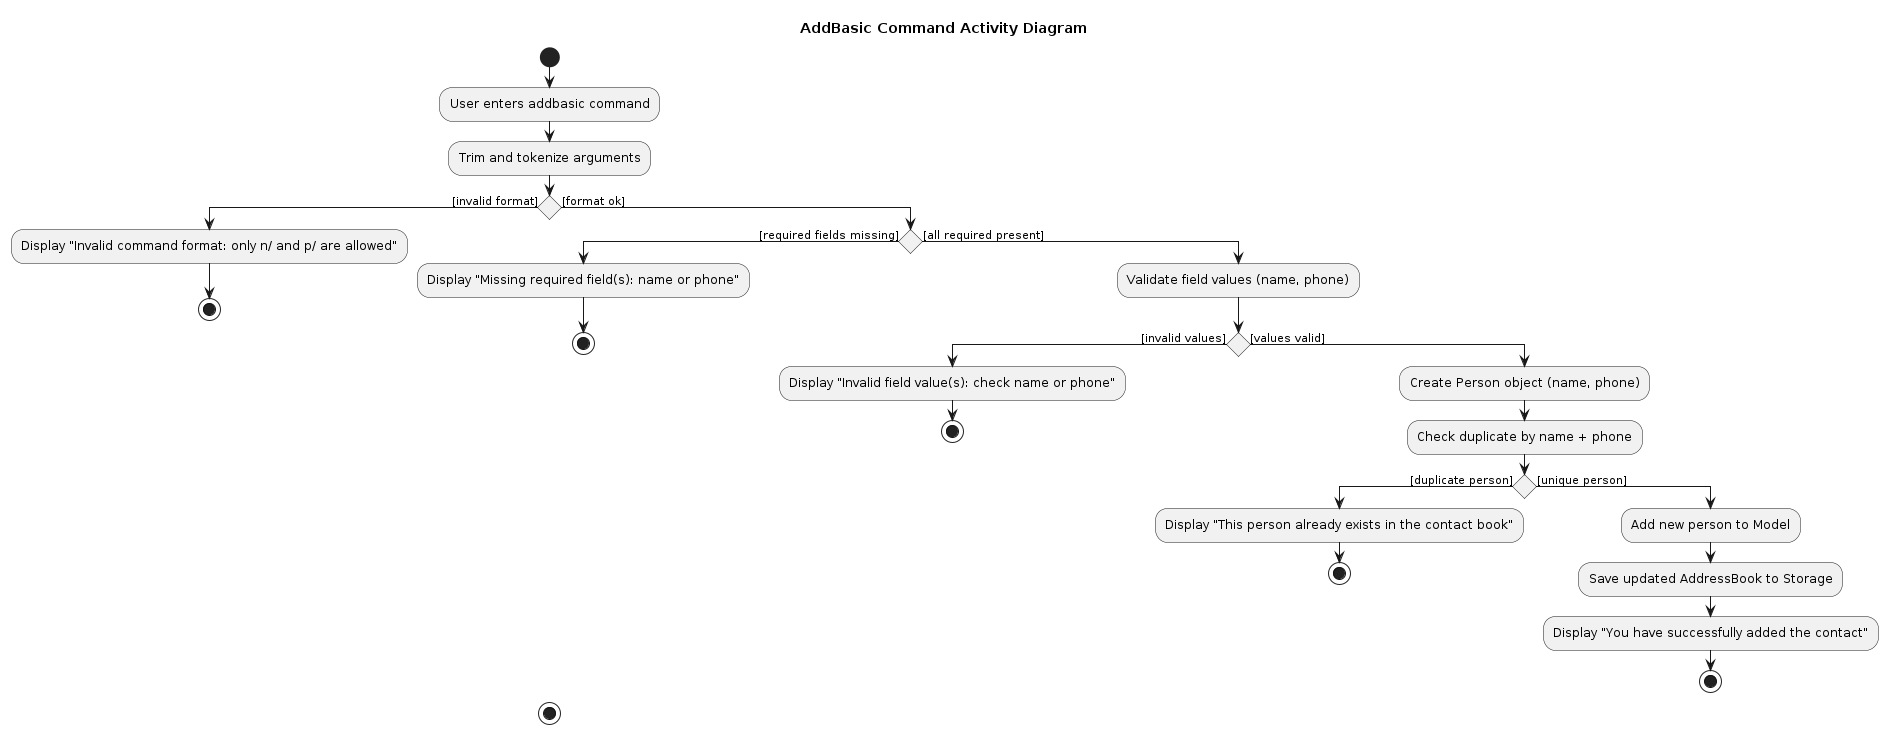 AddBasic Command Activity Diagram
User enters addbasic command
Trim and tokenize arguments
[invalid format]
[format ok]
Display "Invalid command format: only n/ and p/ are allowed"
[required fields missing]
[all required present]
Display "Missing required field(s): name or phone"
Validate field values (name, phone)
[invalid values]
[values valid]
Display "Invalid field value(s): check name or phone"
Create Person object (name, phone)
Check duplicate by name + phone
[duplicate person]
[unique person]
Display "This person already exists in the contact book"
Add new person to Model
Save updated AddressBook to Storage
Display "You have successfully added the contact"